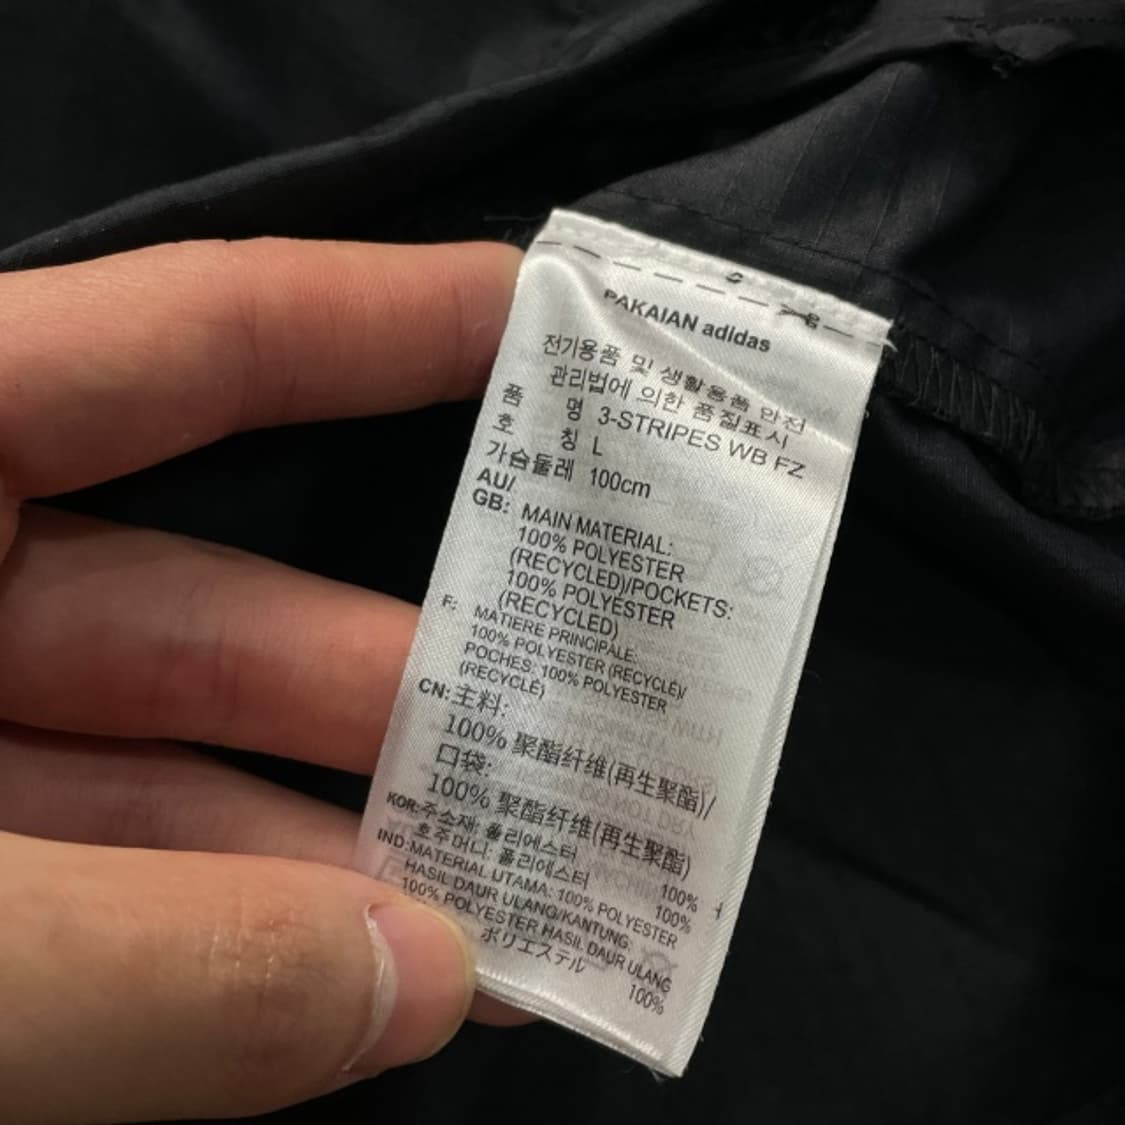 PAKAIAN adidas
전기용품 및 생활용품 안전
관리법에 의한 품질표시
품 명 3-STRIPES WB FZ
호 칭 L
가슴둘레 100cm
AU/
GB: MAIN MATERIAL:
100% POLYESTER
(RECYCLED)/POCKETS:
100% POLYESTER
(RECYCLED)
F: MATIERE PRINCIPALE:
100% POLYESTER (RECYCLÉ)/
POCHES: 100% POLYESTER
(RECYCLÉ)
CN: 主料:
100% 聚酯纤维(再生聚酯)/
口袋:
100% 聚酯纤维(再生聚酯)
KOR: 주소재: 폴리에스터 100%
호주머니: 폴리에스터 100%
IND: MATERIAL UTAMA: 100% POLYESTER
HASIL DAUR ULANG/KANTUNG:
100% POLYESTER HASIL DAUR ULANG
ポリエステル 100%